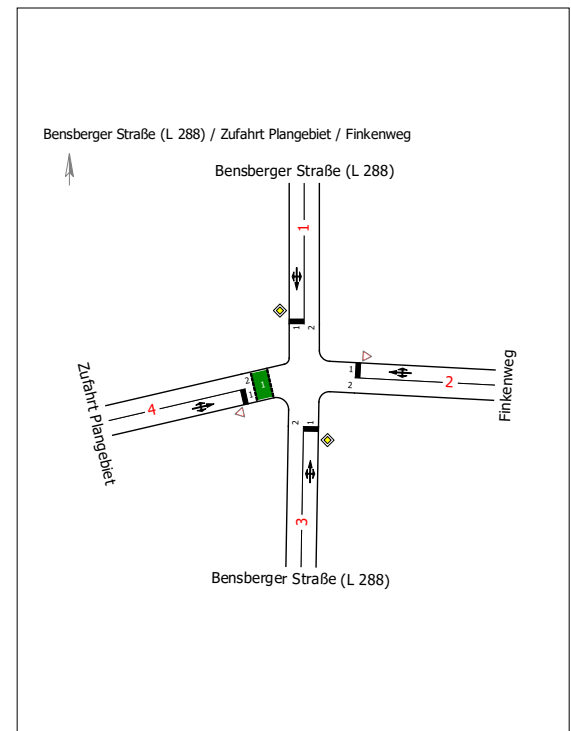 Bensberger Straße (L 288) / Zufahrt Plangebiet / Finkenweg
Bensberger Straße (L 288)
1
1 2
1
2
2
Finkenweg
Zufahrt Plangebiet
4
2
1
1
2 1
3
Bensberger Straße (L 288)